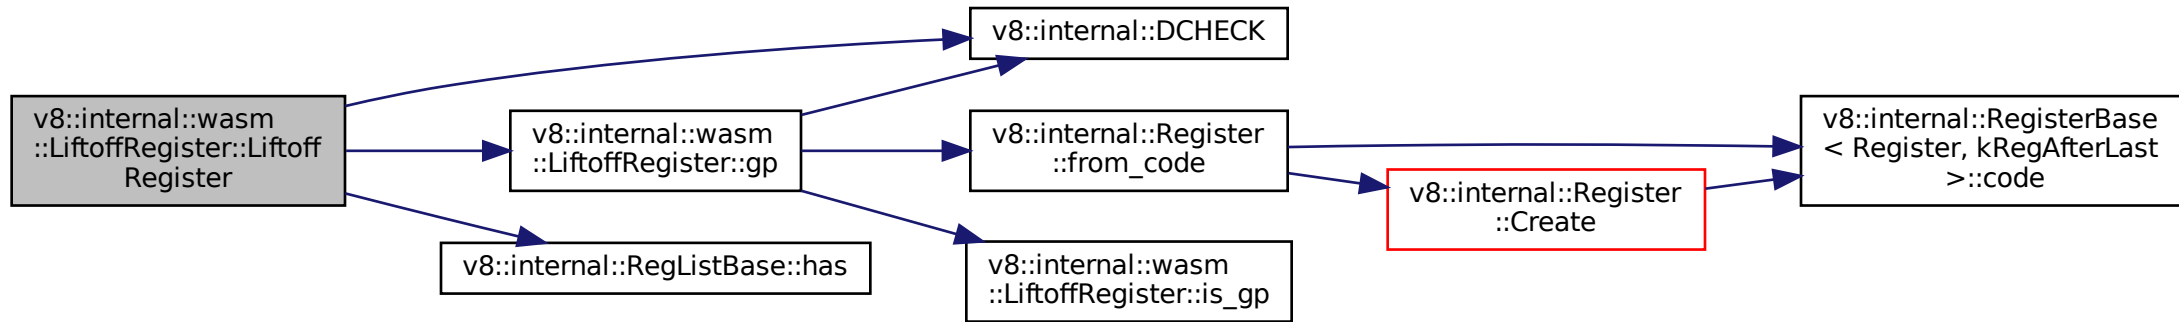 v8::internal::wasm
::LiftoffRegister::Liftoff
Register
v8::internal::DCHECK
v8::internal::wasm
::LiftoffRegister::gp
v8::internal::RegListBase::has
v8::internal::Register
::from_code
v8::internal::wasm
::LiftoffRegister::is_gp
v8::internal::Register
::Create
v8::internal::RegisterBase
< Register, kRegAfterLast
>::code